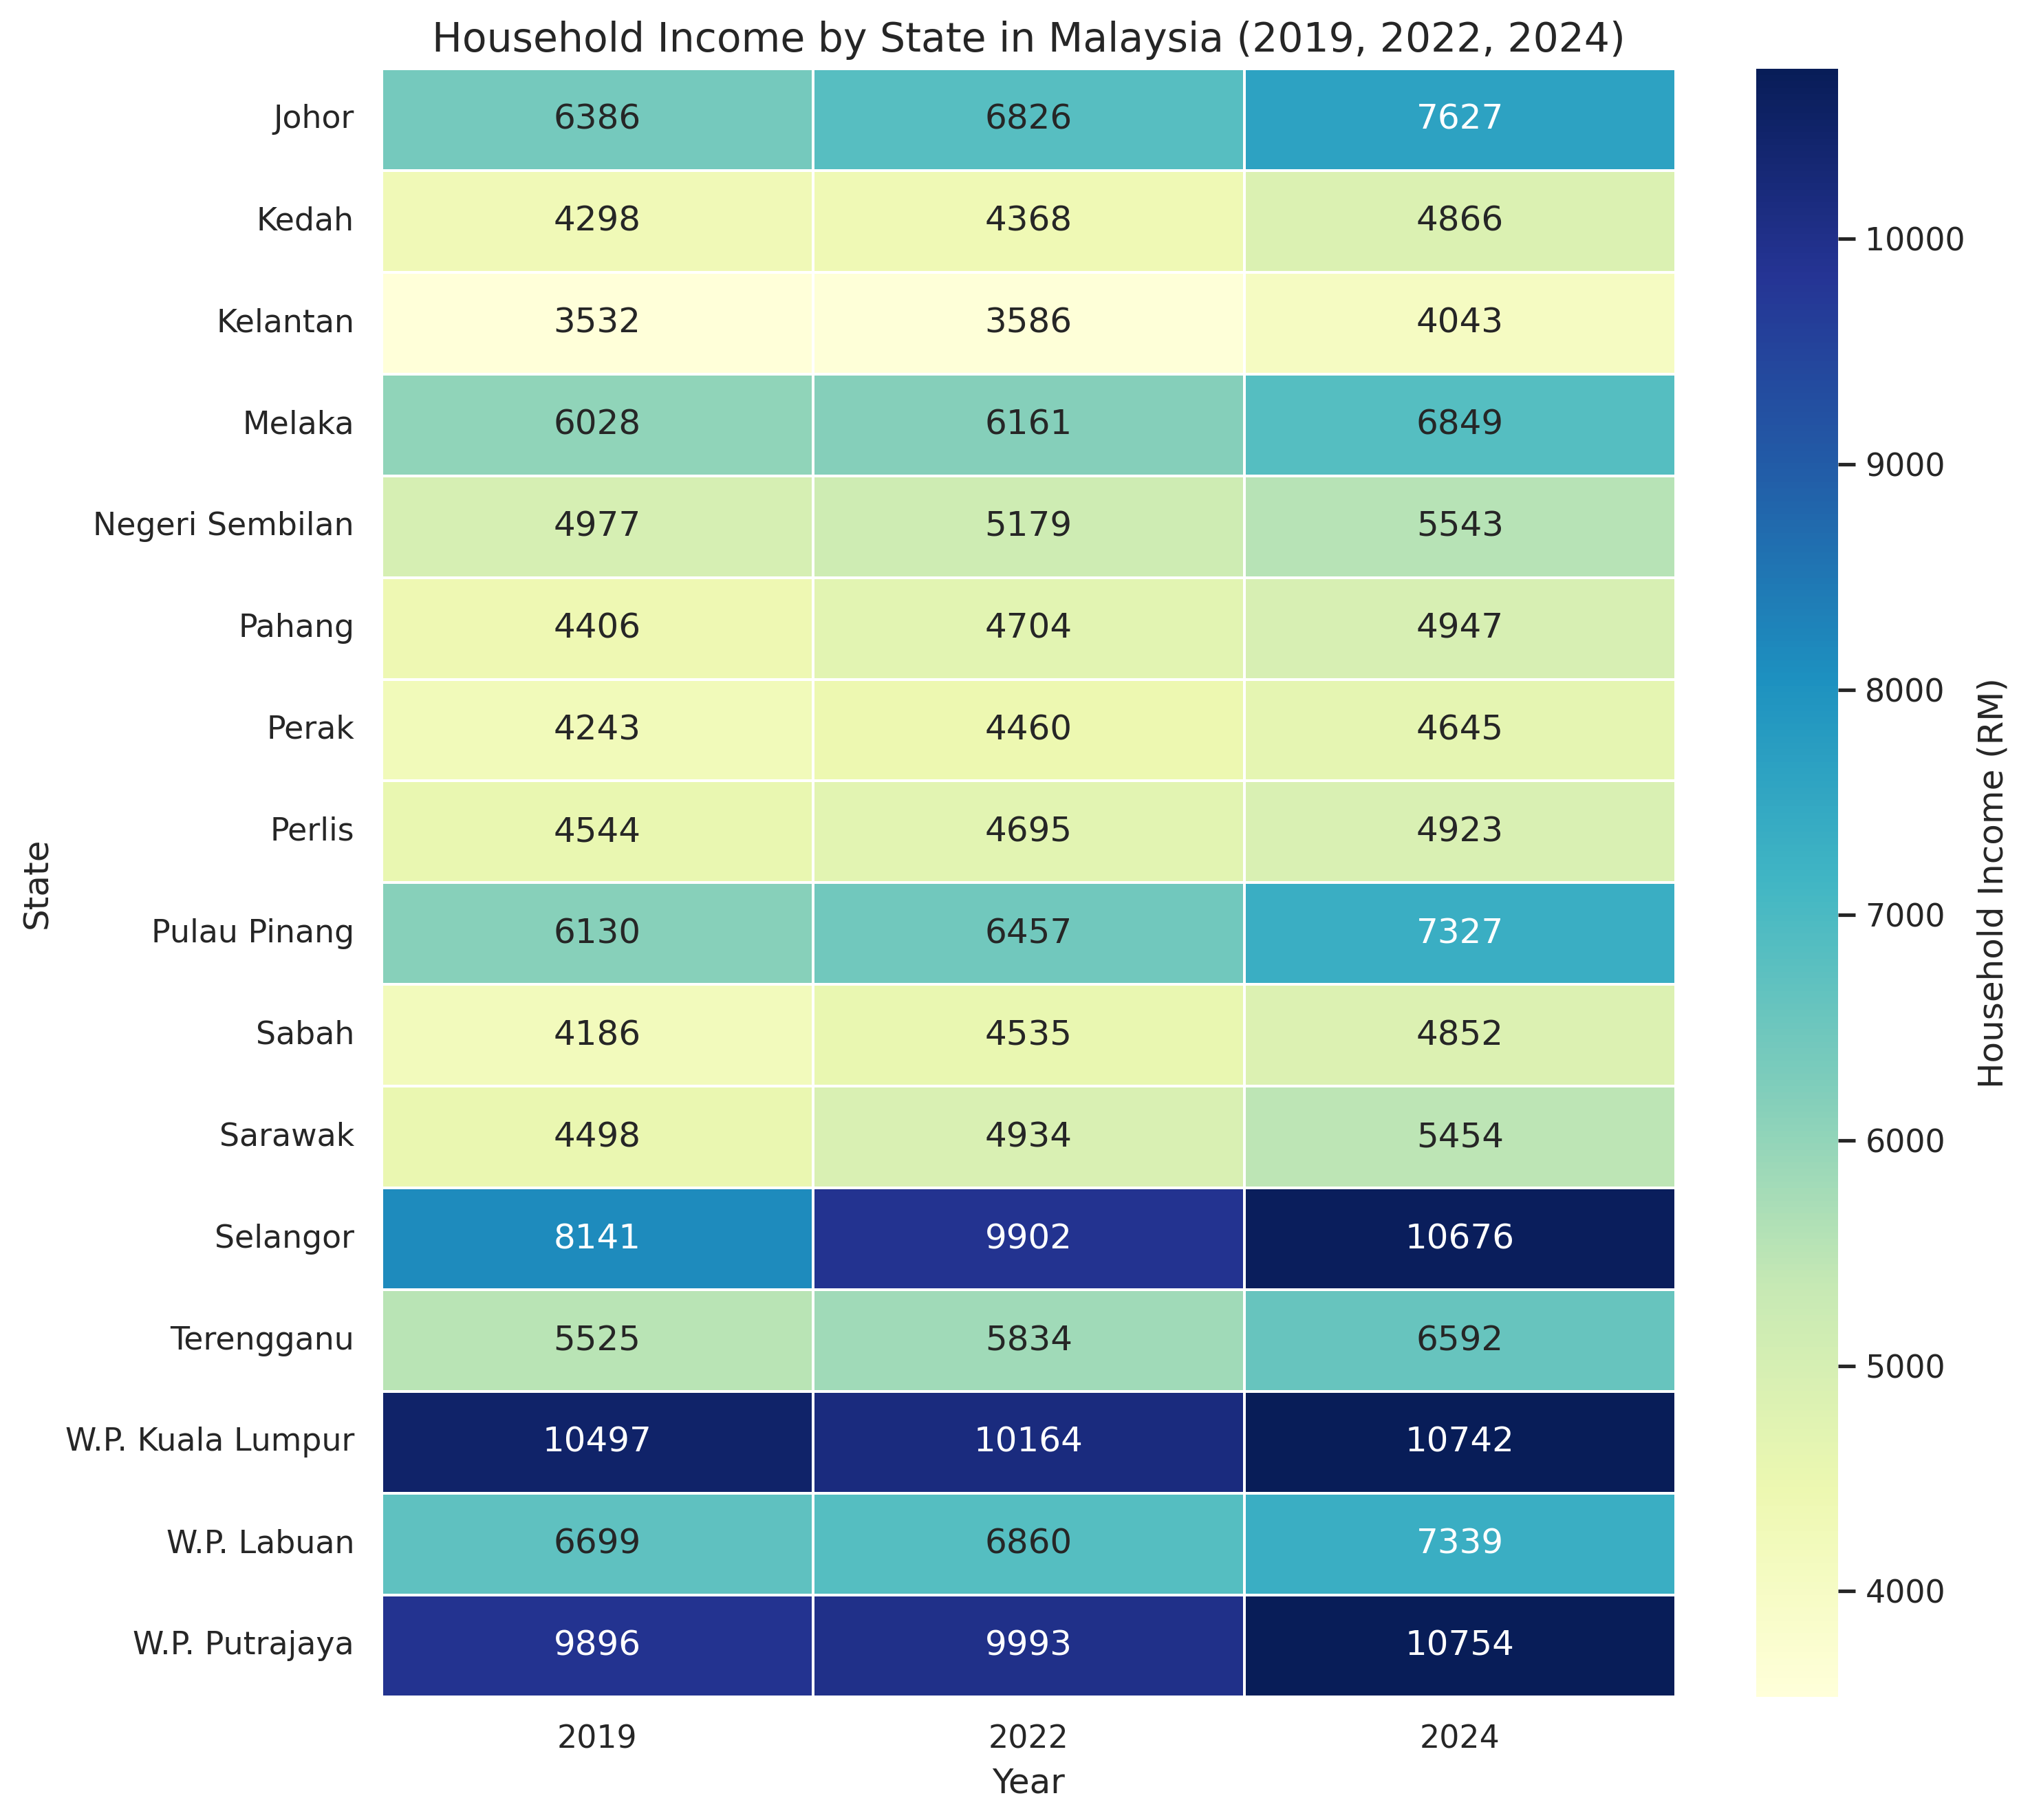 Household Income by State in Malaysia (2019, 2022, 2024)
Johor 6386 6826 7627
Kedah 4298 4368 4866
Kelantan 3532 3586 4043
Melaka 6028 6161 6849
Negeri Sembilan 4977 5179 5543
Pahang 4406 4704 4947
Perak 4243 4460 4645
Perlis 4544 4695 4923
Pulau Pinang 6130 6457 7327
Sabah 4186 4535 4852
Sarawak 4498 4934 5454
Selangor 8141 9902 10676
Terengganu 5525 5834 6592
W.P. Kuala Lumpur 10497 10164 10742
W.P. Labuan 6699 6860 7339
W.P. Putrajaya 9896 9993 10754
2019 2022 2024
Year
State
10000
9000
8000
7000
6000
5000
4000
Household Income (RM)